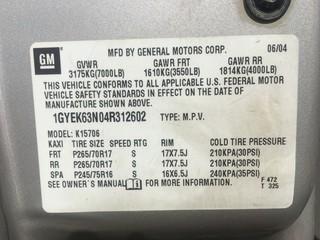 GM
MFD BY GENERAL MOTORS CORP. 06/04
GVWR GAWR FRT GAWR RR
3175KG(7000LB) 1610KG(3550LB) 1814KG(4000LB)
THIS VEHICLE CONFORMS TO ALL APPLICABLE U.S. FEDERAL MOTOR
VEHICLE SAFETY STANDARDS IN EFFECT ON THE DATE OF
MANUFACTURE SHOWN ABOVE.
1GYEK63N04R312602 TYPE: M.P.V.
MODEL: K15706
KAXI TIRE SIZE SPEED RTG RIM COLD TIRE PRESSURE
FRT P265/70R17 S 17X7.5J 210KPA(30PSI)
RR P265/70R17 S 17X7.5J 210KPA(30PSI)
SPA P245/75R16 S 16X6.5J 240KPA(35PSI)
SEE OWNER'S MANUAL FOR MORE INFORMATION. F 472
T 325